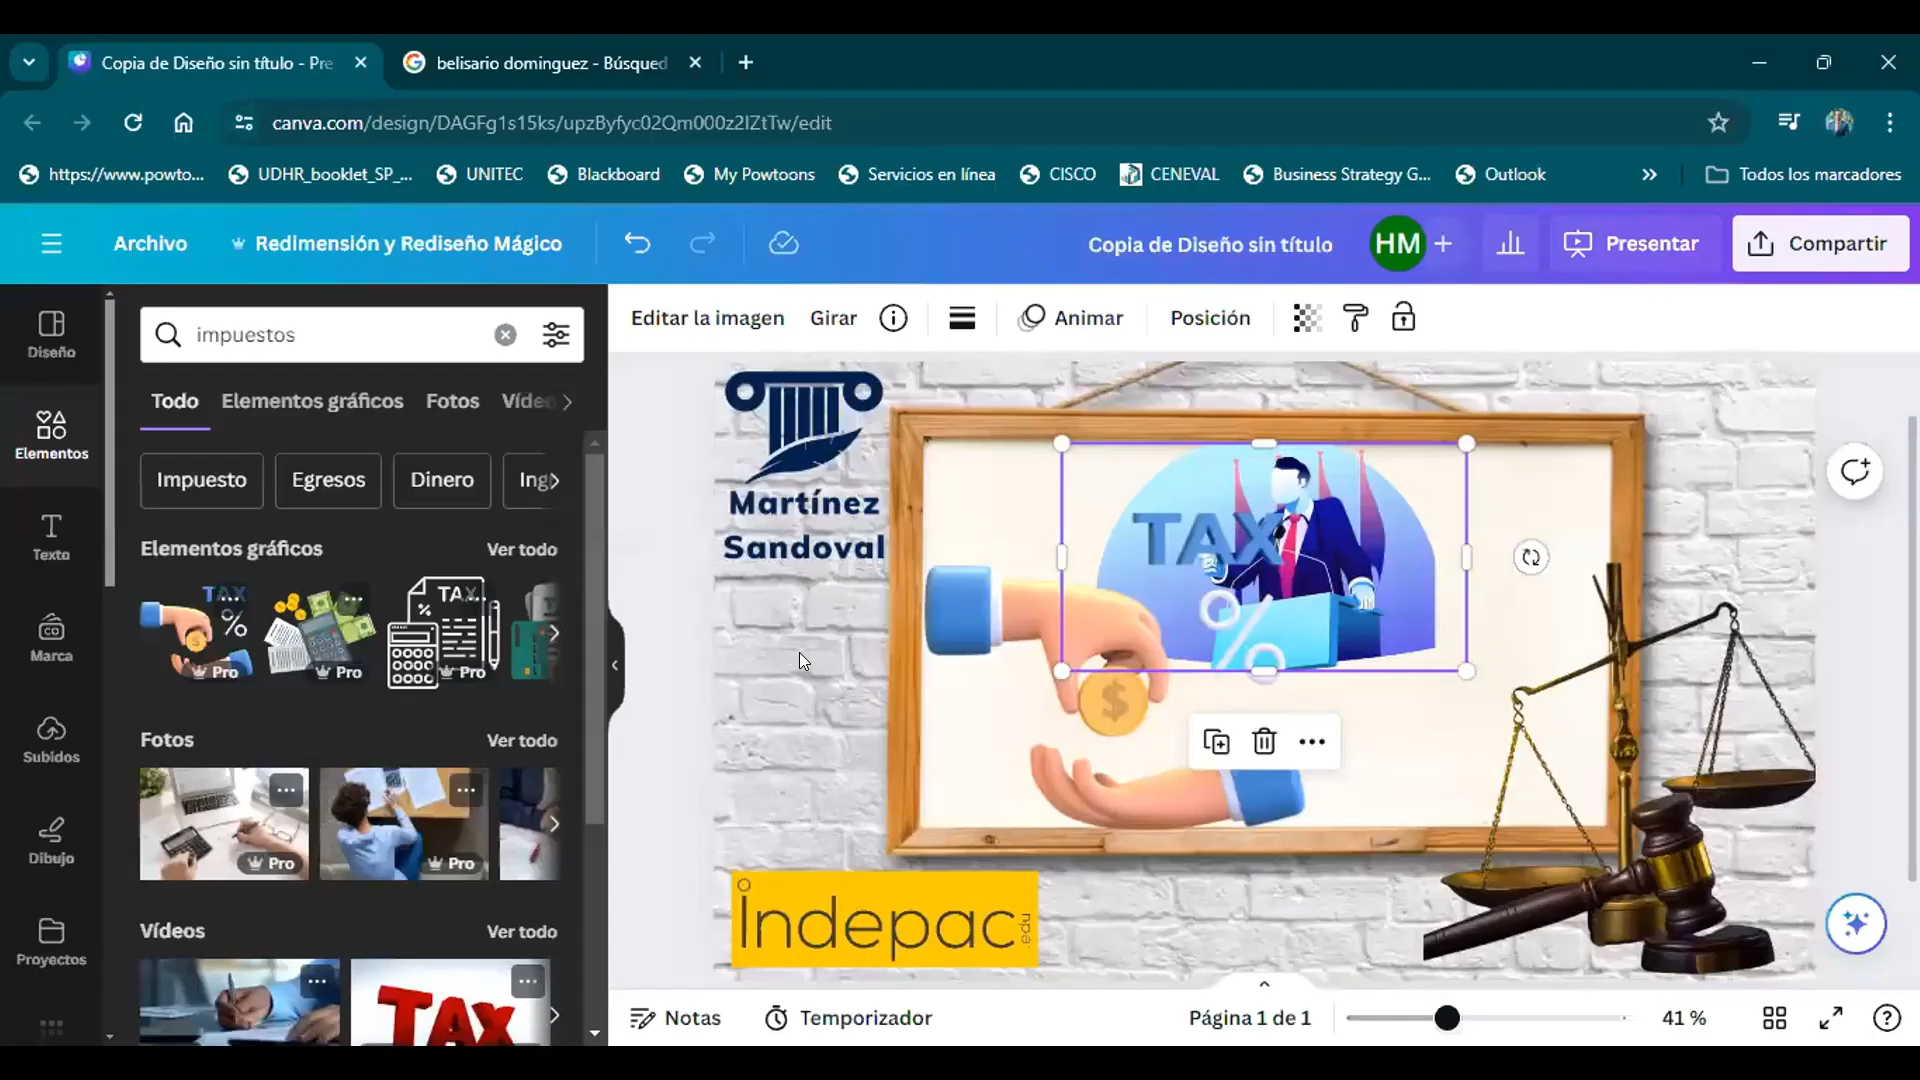 Copia de Diseño sin título - Pre
belisario dominguez - Búsqued
canva.com/design/DAGFg1s15ks/upzByfyc02Qm000z2lZtTw/edit
https://www.powto...
UDHR_booklet_SP_...
UNITEC
Blackboard
My Powtoons
Servicios en línea
CISCO
CENEVAL
Business Strategy G...
Outlook
Todos los marcadores
Archivo
Redimensión y Rediseño Mágico
Copia de Diseño sin título
HM
Presentar
Compartir
Diseño
Elementos
Texto
Marca
Subidos
Dibujo
Proyectos
impuestos
Todo
Elementos gráficos
Fotos
Vídeo
Impuesto
Egresos
Dinero
Ing
Elementos gráficos
Ver todo
TAX
%
Pro
Pro
TAX
%
Pro
Fotos
Ver todo
Pro
Pro
Vídeos
Ver todo
TAX
Editar la imagen
Girar
Animar
Posición
Martínez
Sandoval
TAX
%
$
Indepac
.edu
Notas
Temporizador
Página 1 de 1
41 %